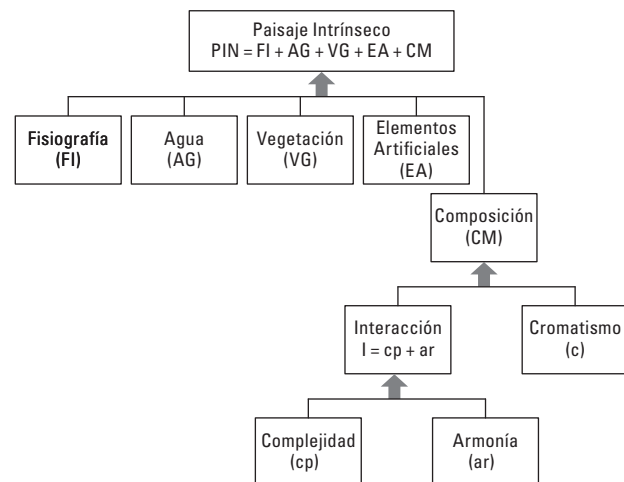 Paisaje Intrínseco
PIN = FI + AG + VG + EA + CM
Fisiografía
(FI)
Agua
(AG)
Vegetación
(VG)
Elementos
Artificiales
(EA)
Composición
(CM)
Interacción
I = cp + ar
Cromatismo
(c)
Complejidad
(cp)
Armonía
(ar)